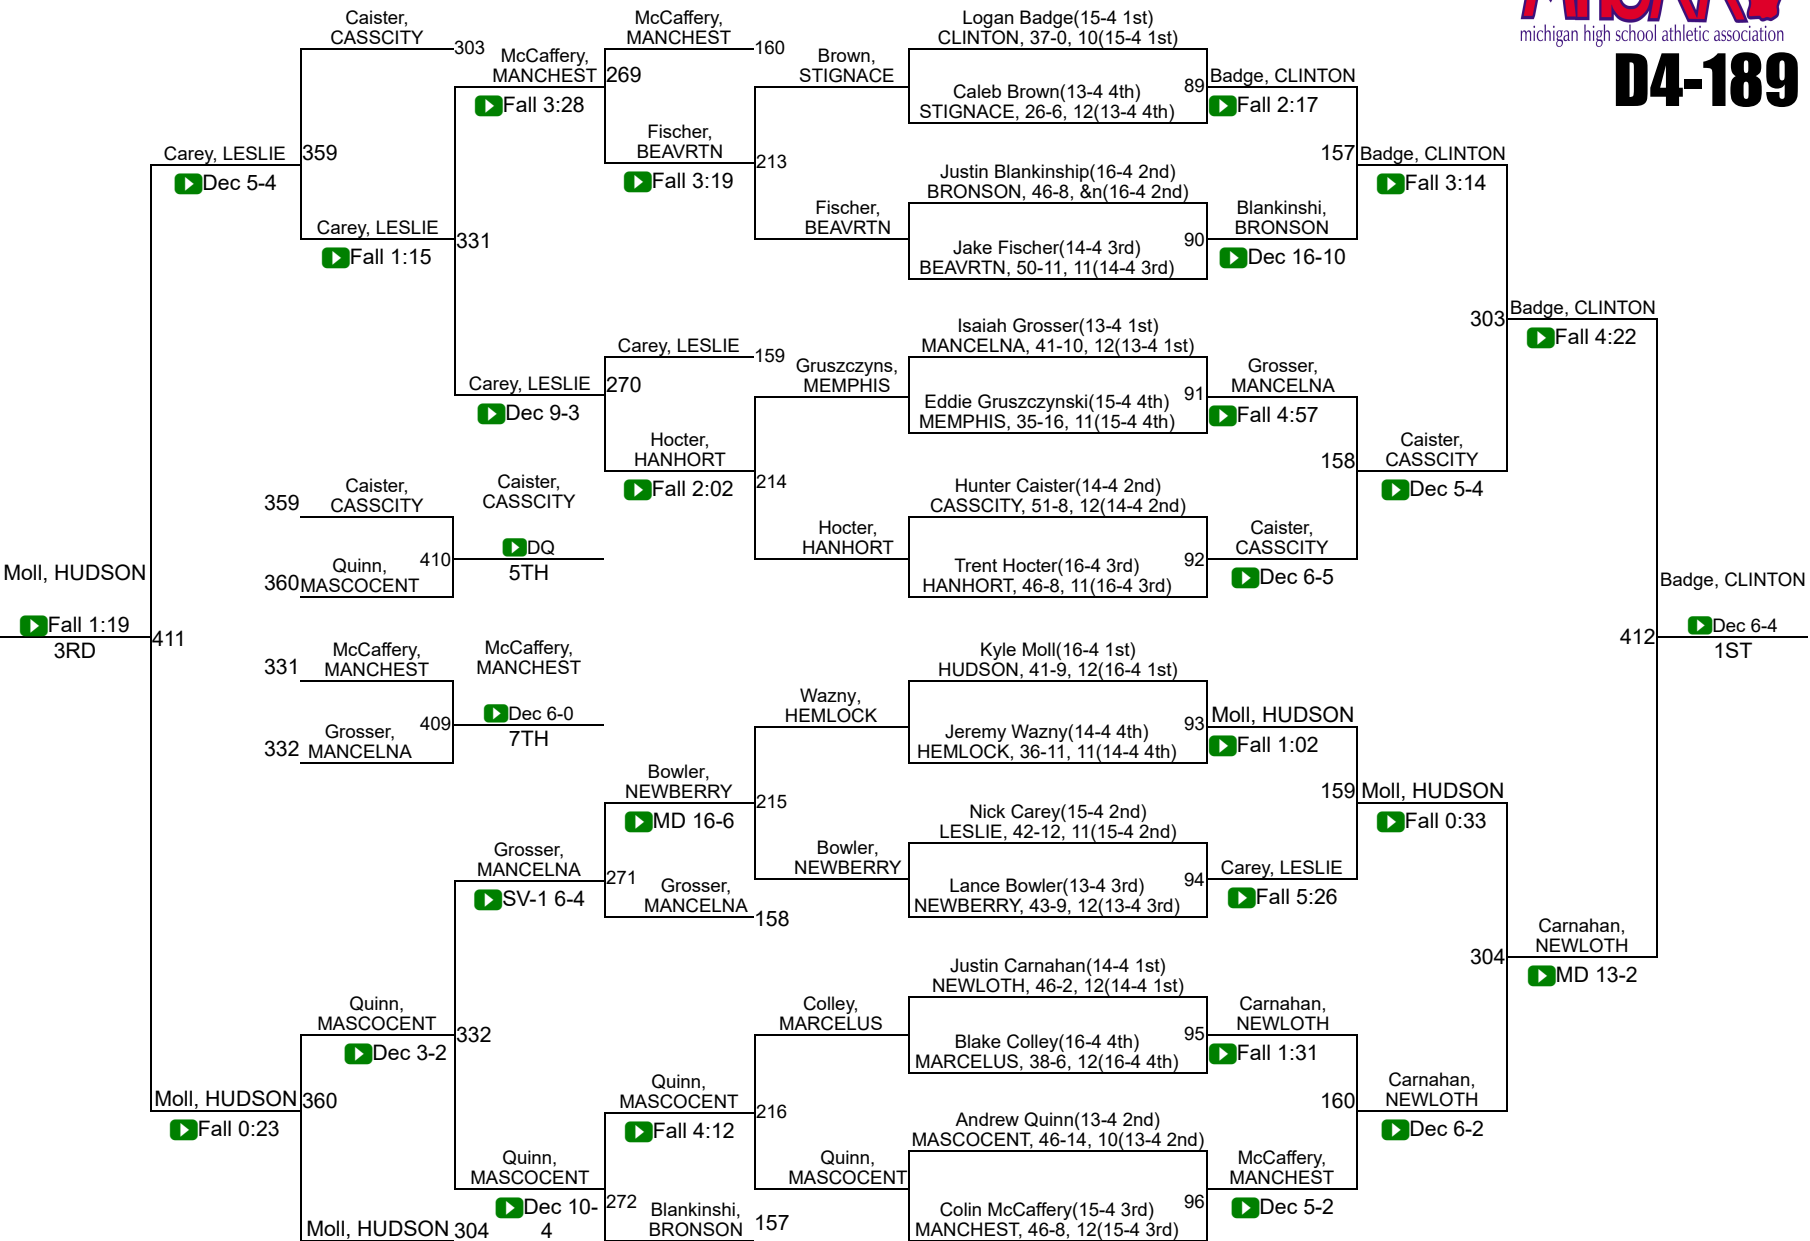 MHSAA
michigan high school athletic association
D4-189
Caister,
CASSCITY
303
McCaffery,
MANCHEST
269
Fall 3:28
McCaffery,
MANCHEST
160
Brown,
STIGNACE
Fischer,
BEAVRTN
213
Fall 3:19
Fischer,
BEAVRTN
Carey, LESLIE
359
Dec 5-4
Carey, LESLIE
331
Fall 1:15
Carey, LESLIE
159
Carey, LESLIE
270
Dec 9-3
Gruszczyns,
MEMPHIS
Hocter,
HANHORT
214
Fall 2:02
Hocter,
HANHORT
Logan Badge(15-4 1st)
CLINTON, 37-0, 10(15-4 1st)
89
Caleb Brown(13-4 4th)
STIGNACE, 26-6, 12(13-4 4th)
Badge, CLINTON
Fall 2:17
Justin Blankinship(16-4 2nd)
BRONSON, 46-8, &n(16-4 2nd)
90
Jake Fischer(14-4 3rd)
BEAVRTN, 50-11, 11(14-4 3rd)
Blankinshi,
BRONSON
Dec 16-10
157
Badge, CLINTON
Fall 3:14
Isaiah Grosser(13-4 1st)
MANCELNA, 41-10, 12(13-4 1st)
91
Eddie Gruszczynski(15-4 4th)
MEMPHIS, 35-16, 11(15-4 4th)
Grosser,
MANCELNA
Fall 4:57
Hunter Caister(14-4 2nd)
CASSCITY, 51-8, 12(14-4 2nd)
92
Trent Hocter(16-4 3rd)
HANHORT, 46-8, 11(16-4 3rd)
Caister,
CASSCITY
Dec 6-5
158
Caister,
CASSCITY
Dec 5-4
303
Badge, CLINTON
Fall 4:22
359
Caister,
CASSCITY
360
Quinn,
MASCOCENT
410
Caister,
CASSCITY
DQ
5TH
Moll, HUDSON
Fall 1:19
3RD
411
331
McCaffery,
MANCHEST
332
Grosser,
MANCELNA
409
McCaffery,
MANCHEST
Dec 6-0
7TH
412
Badge, CLINTON
Dec 6-4
1ST
Wazny,
HEMLOCK
Bowler,
NEWBERRY
215
MD 16-6
Bowler,
NEWBERRY
Grosser,
MANCELNA
271
SV-1 6-4
Grosser,
MANCELNA
158
Quinn,
MASCOCENT
332
Dec 3-2
Moll, HUDSON
360
Fall 0:23
Moll, HUDSON
304
Colley,
MARCELUS
Quinn,
MASCOCENT
216
Fall 4:12
Quinn,
MASCOCENT
Quinn,
MASCOCENT
272
Dec 10-
4
Blankinshi,
BRONSON
157
Kyle Moll(16-4 1st)
HUDSON, 41-9, 12(16-4 1st)
93
Jeremy Wazny(14-4 4th)
HEMLOCK, 36-11, 11(14-4 4th)
Moll, HUDSON
Fall 1:02
Nick Carey(15-4 2nd)
LESLIE, 42-12, 11(15-4 2nd)
94
Lance Bowler(13-4 3rd)
NEWBERRY, 43-9, 12(13-4 3rd)
Carey, LESLIE
Fall 5:26
159
Moll, HUDSON
Fall 0:33
Justin Carnahan(14-4 1st)
NEWLOTH, 46-2, 12(14-4 1st)
95
Blake Colley(16-4 4th)
MARCELUS, 38-6, 12(16-4 4th)
Carnahan,
NEWLOTH
Fall 1:31
Andrew Quinn(13-4 2nd)
MASCOCENT, 46-14, 10(13-4 2nd)
96
Colin McCaffery(15-4 3rd)
MANCHEST, 46-8, 12(15-4 3rd)
McCaffery,
MANCHEST
Dec 5-2
160
Carnahan,
NEWLOTH
Dec 6-2
304
Carnahan,
NEWLOTH
MD 13-2